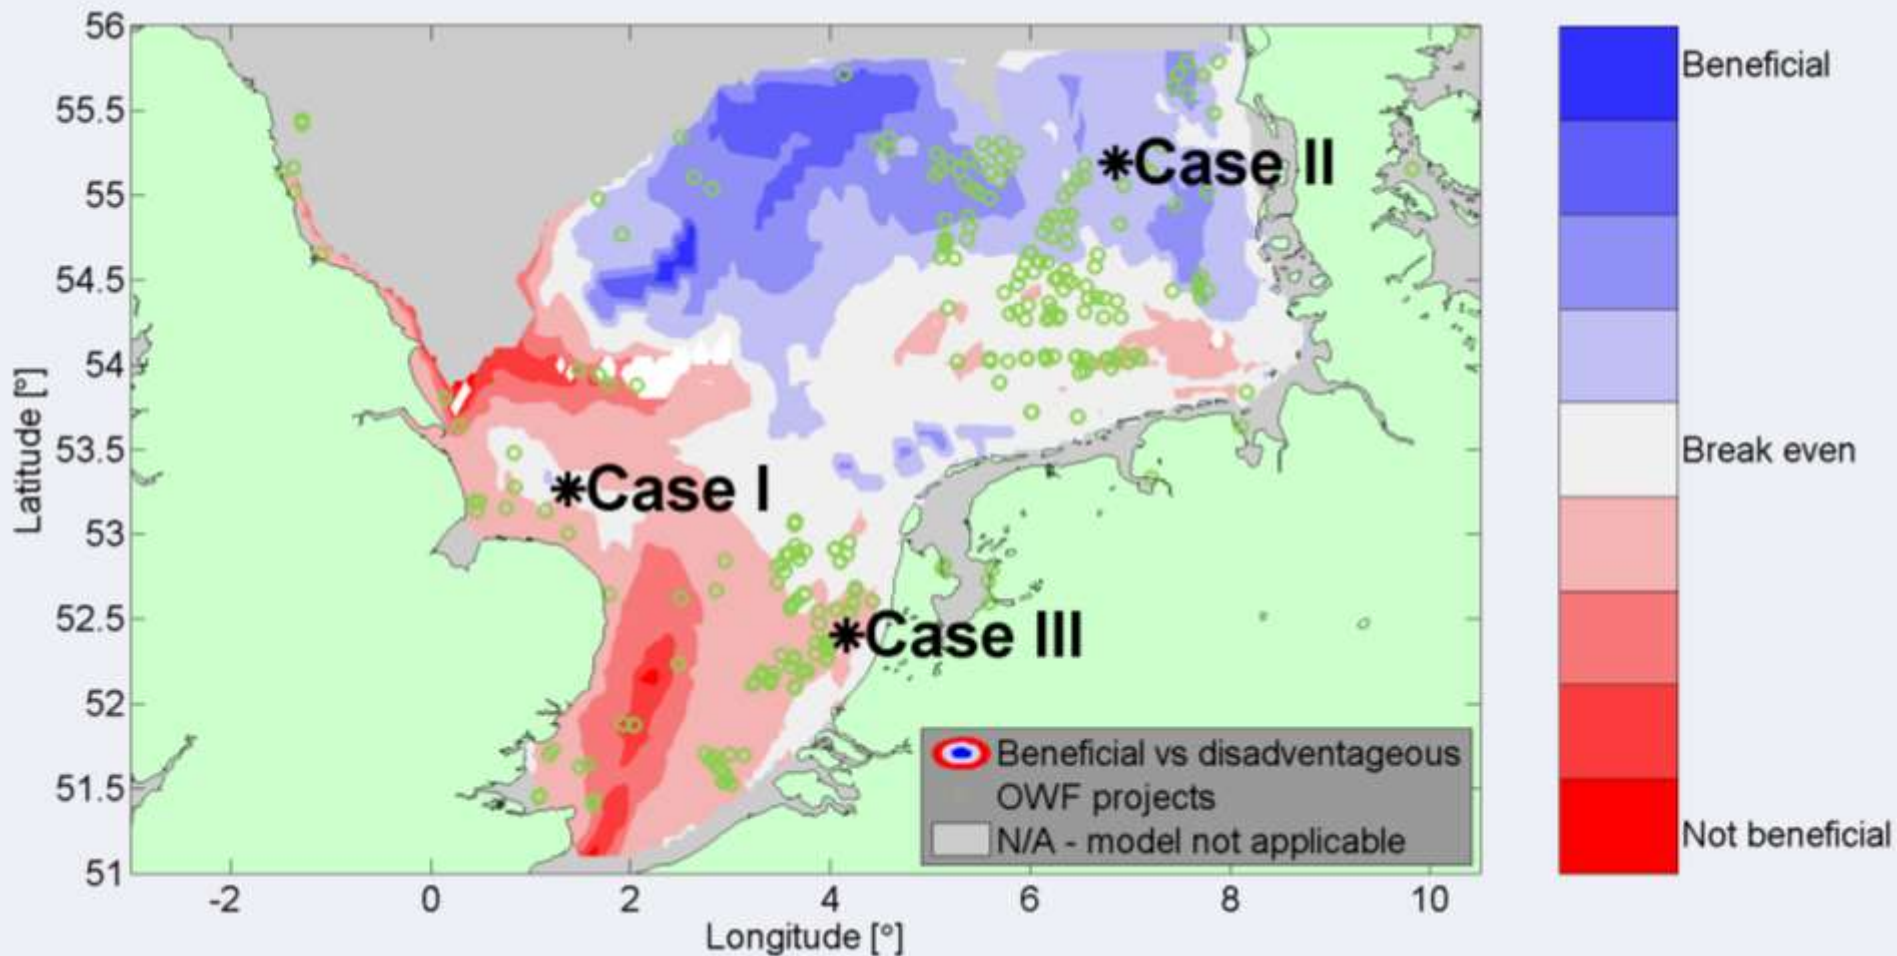 56
55.5
55
54.5
54
53.5
53
52.5
52
51.5
51
Latitude [°]
-2
0
2
4
6
8
10
Longitude [°]
Case I
Case II
Case III
Beneficial vs disadventageous
OWF projects
N/A - model not applicable
Beneficial
Break even
Not beneficial